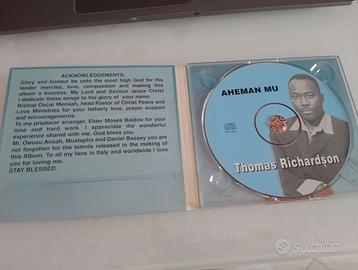 ACKNOWLEDGEMENTS:
Glory and honour be unto the most high God for His
tender mercies, love, compassion and making this
album a success. My Lord and Saviour Jesus Christ
I dedicate these songs to the glory of your name.
Bishop Oscar Mensah, head Pastor of Christ Peace and
Love Ministries for your fatherly love, prayer support
and encouragements.
To my producer arranger, Elder Moses Baidoo for your
time and hard work. I appreciate the wonderful
experience shared with me. God bless you.
Mr. Owusu Ansah, Mustapha and Daniel Bassey you are
not forgotten for the talents released in the making of
this Album. To all my fans in Italy and worldwide I love
you for loving me.
STAY BLESSED.
AHEMAN MU
Thomas Richardson
subito